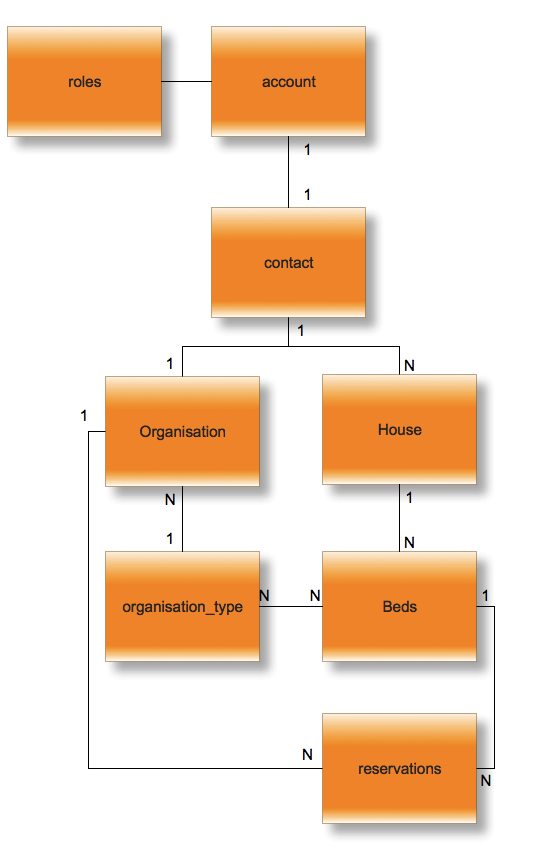 roles
account
1
1
contact
1
1
N
1
Organisation
House
N
1
1
N
organisation_type
N
N
Beds
1
N
reservations
N